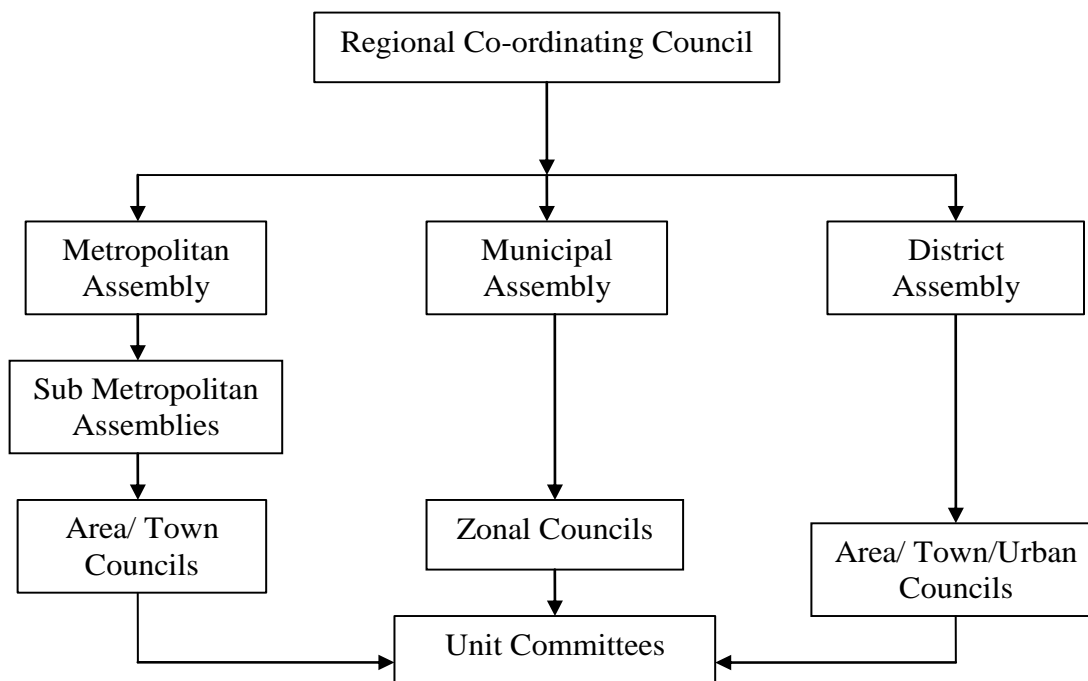 Regional Co-ordinating Council
Metropolitan
Assembly
Municipal
Assembly
District
Assembly
Sub Metropolitan
Assemblies
Area/ Town
Councils
Zonal Councils
Area/ Town/Urban
Councils
Unit Committees